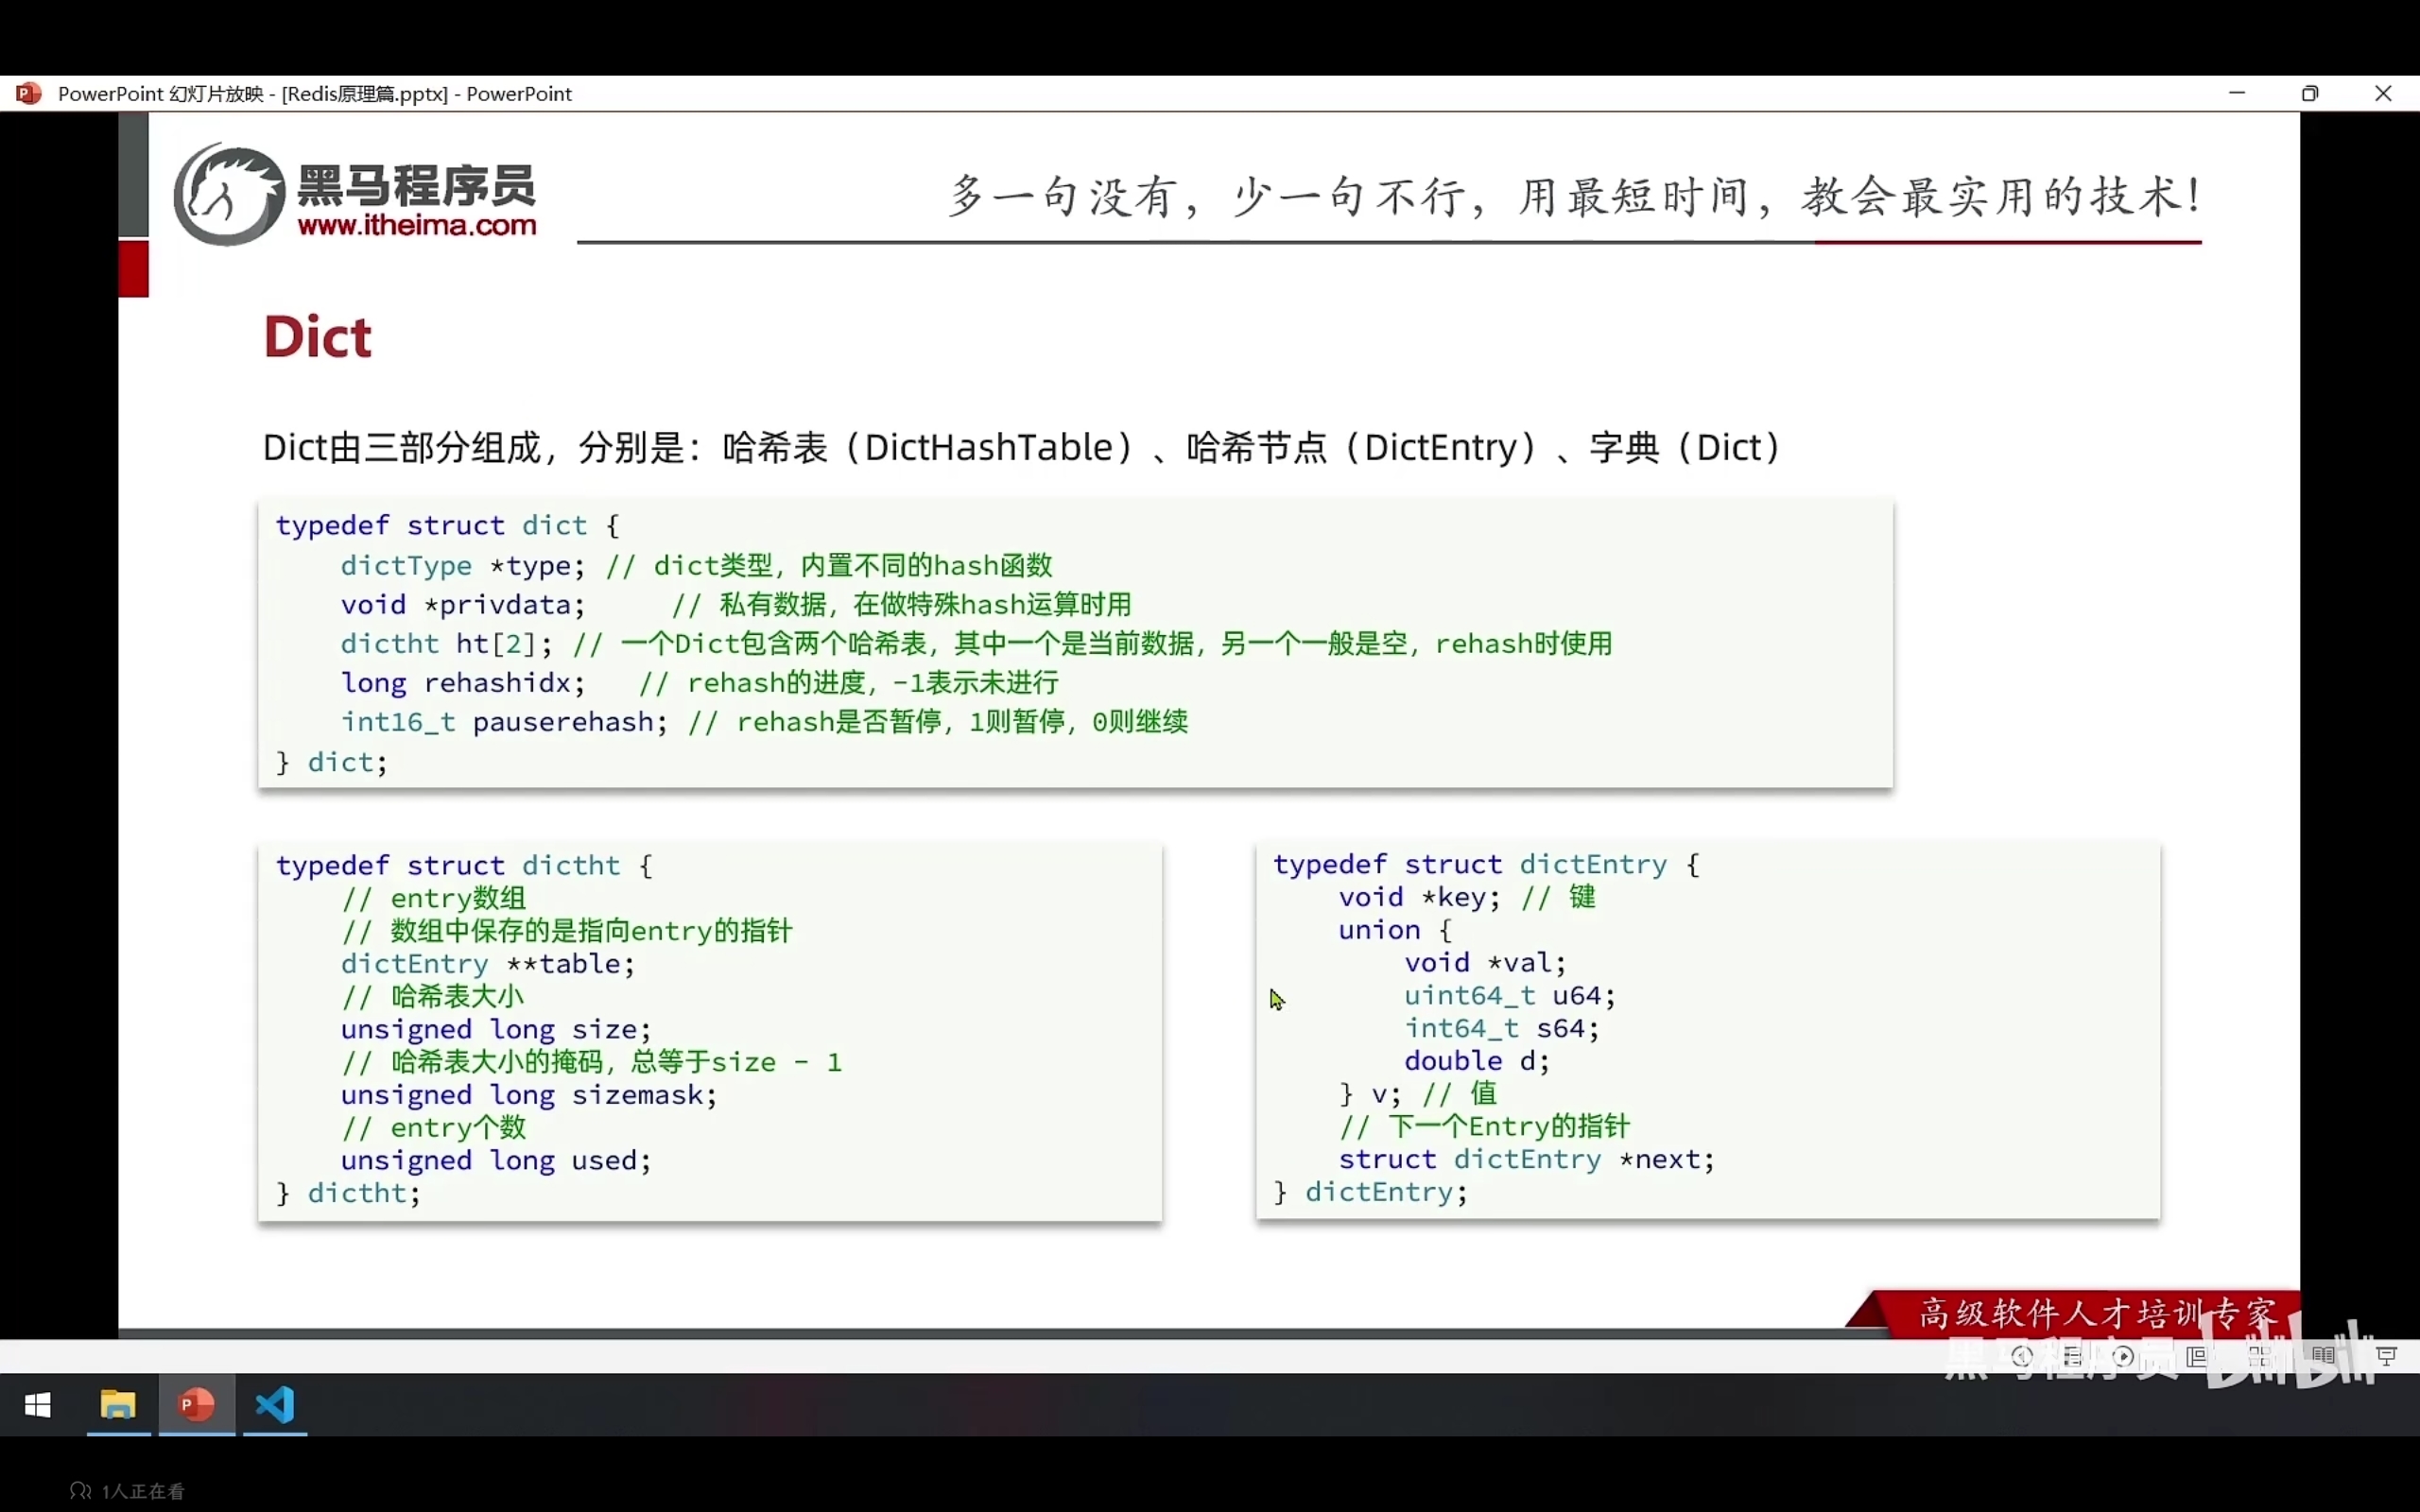 PowerPoint 幻灯片放映 - [Redis原理篇.pptx] - PowerPoint
黑马程序员
www.itheima.com
多一句没有，少一句不行，用最短时间，教会最实用的技术！
Dict
Dict由三部分组成，分别是：哈希表（DictHashTable）、哈希节点（DictEntry）、字典（Dict）
typedef struct dict {
    dictType *type; // dict类型，内置不同的hash函数
    void *privdata;     // 私有数据，在做特殊hash运算时用
    dictht ht[2]; // 一个Dict包含两个哈希表，其中一个是当前数据，另一个一般是空，rehash时使用
    long rehashidx;   // rehash的进度，-1表示未进行
    int16_t pauserehash; // rehash是否暂停，1则暂停，0则继续
} dict;
typedef struct dictht {
    // entry数组
    // 数组中保存的是指向entry的指针
    dictEntry **table;
    // 哈希表大小
    unsigned long size;
    // 哈希表大小的掩码，总等于size - 1
    unsigned long sizemask;
    // entry个数
    unsigned long used;
} dictht;
typedef struct dictEntry {
    void *key; // 键
    union {
        void *val;
        uint64_t u64;
        int64_t s64;
        double d;
    } v; // 值
    // 下一个Entry的指针
    struct dictEntry *next;
} dictEntry;
高级软件人才培训专家
黑马程序员 bilibili
1人正在看